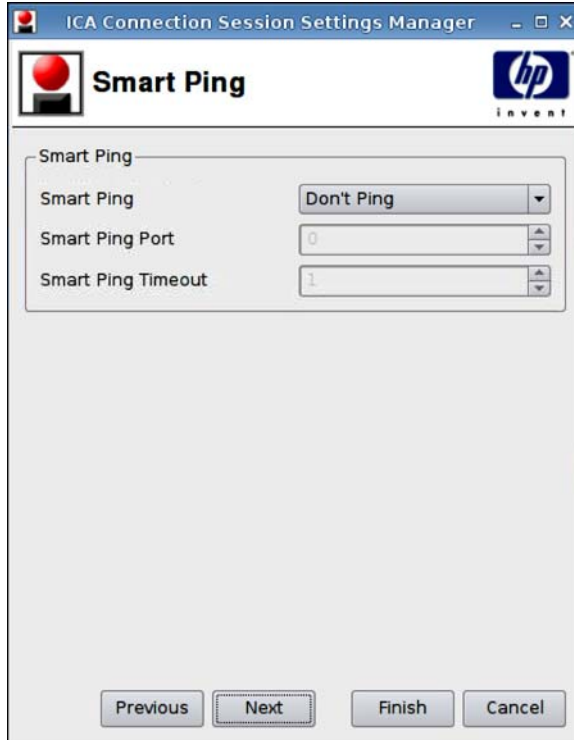 ICA Connection Session Settings Manager
Smart Ping
hp
invent
Smart Ping
Smart Ping Don't Ping
Smart Ping Port 0
Smart Ping Timeout 1
Previous Next Finish Cancel